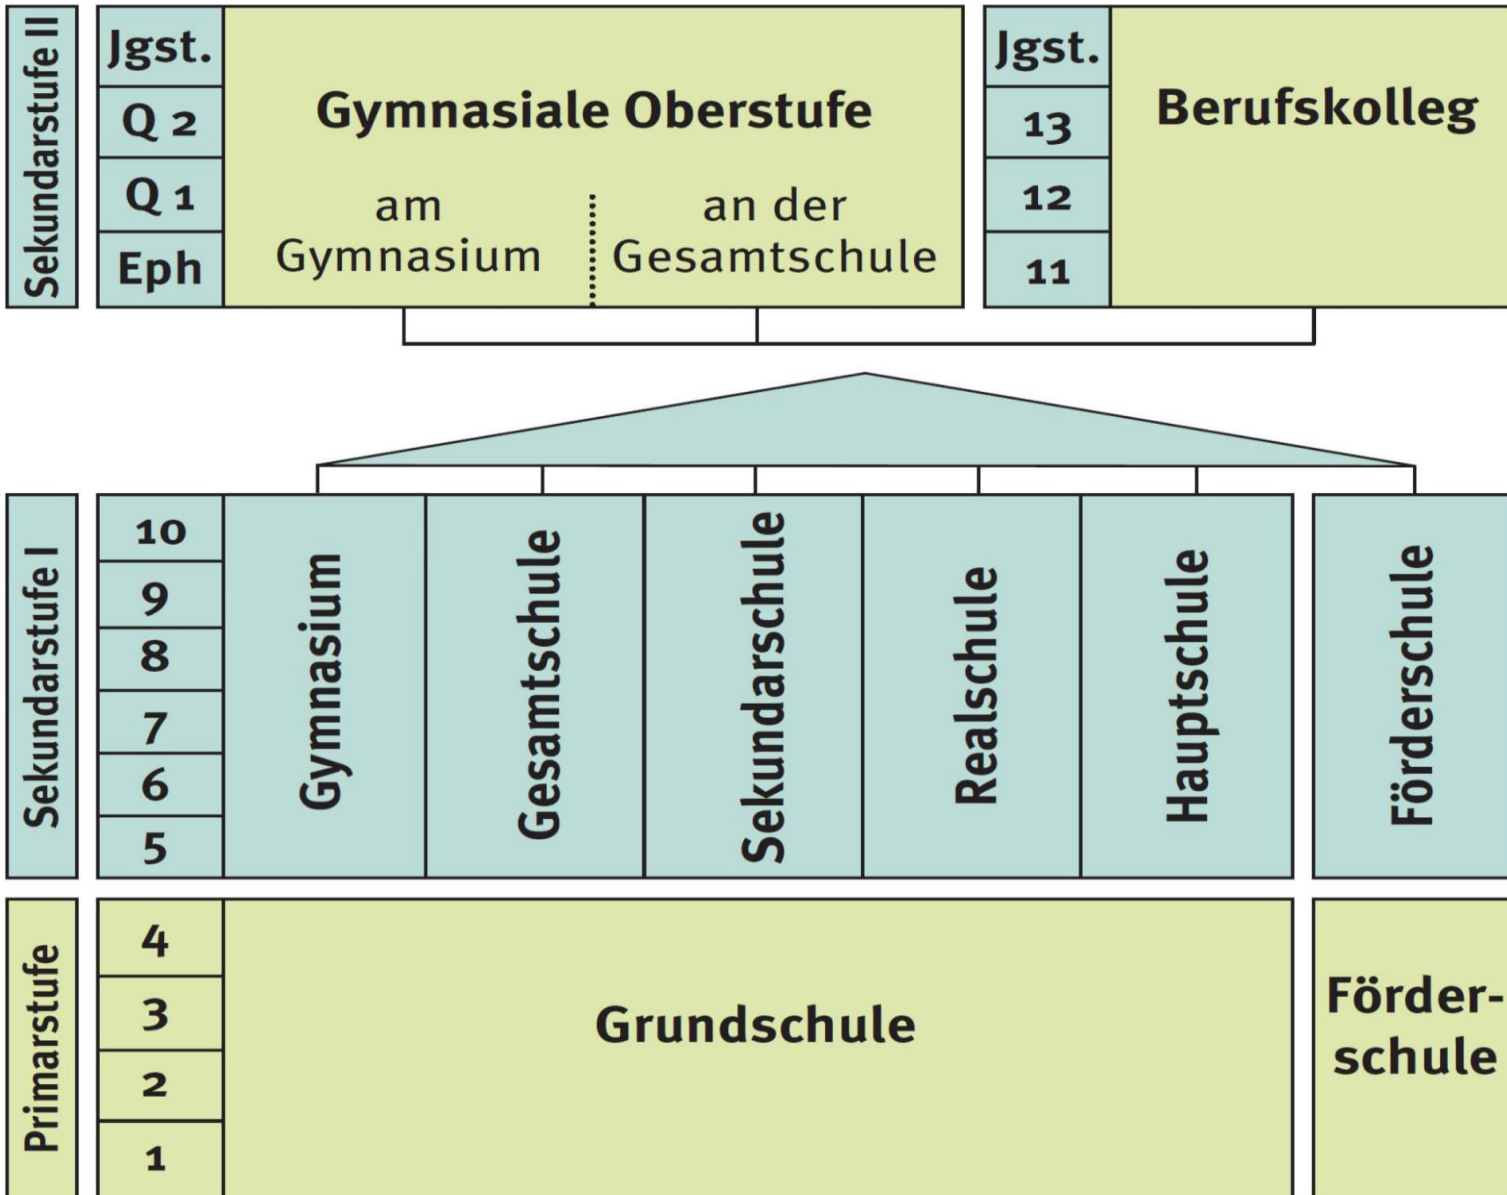 Sekundarstufe II
Jgst.
Q 2
Q 1
Eph
Gymnasiale Oberstufe
am
Gymnasium
an der
Gesamtschule
Jgst.
13
12
11
Berufskolleg
Sekundarstufe I
10
9
8
7
6
5
Gymnasium
Gesamtschule
Sekundarschule
Realschule
Hauptschule
Förderschule
Primarstufe
4
3
2
1
Grundschule
Förder-
schule